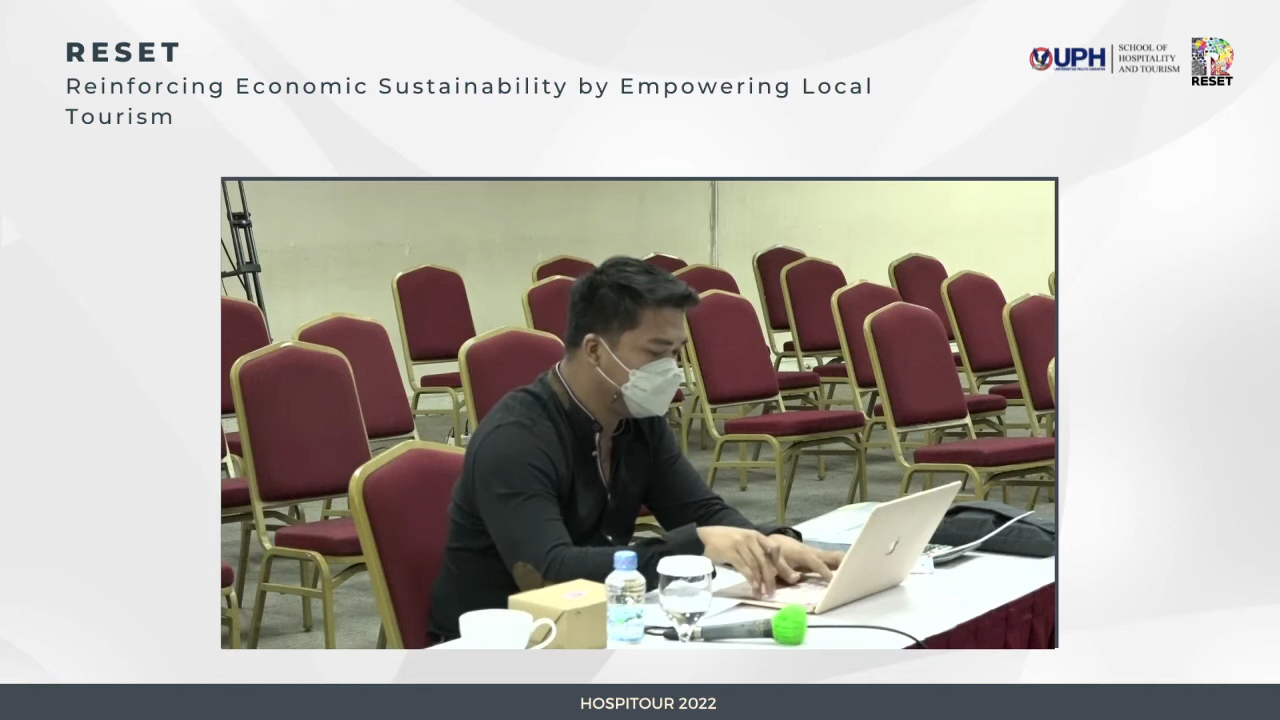 RESET
Reinforcing Economic Sustainability by Empowering Local
Tourism
UPH
SCHOOL OF
HOSPITALITY
AND TOURISM
RESET
HOSPITOUR 2022